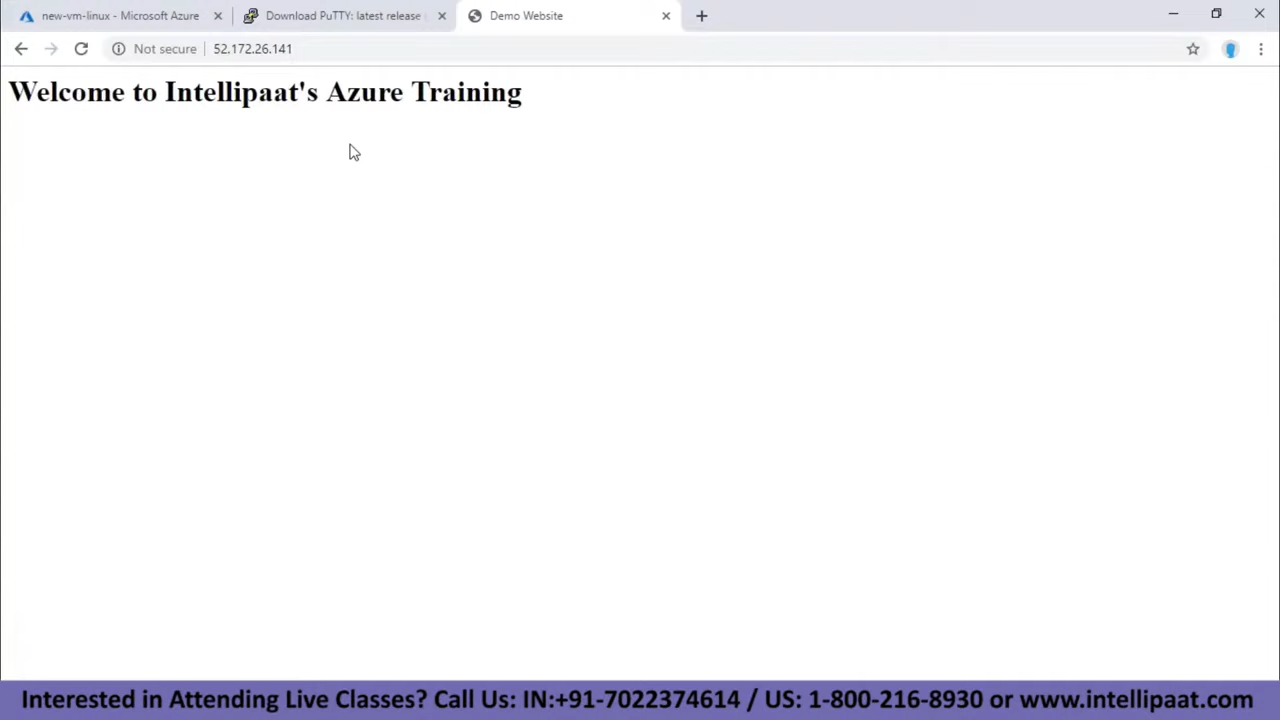 new-vm-linux - Microsoft Azure
Download PuTTY: latest release
Demo Website
Not secure
52.172.26.141
Welcome to Intellipaat's Azure Training
Interested in Attending Live Classes? Call Us: IN:+91-7022374614 / US: 1-800-216-8930 or www.intellipaat.com